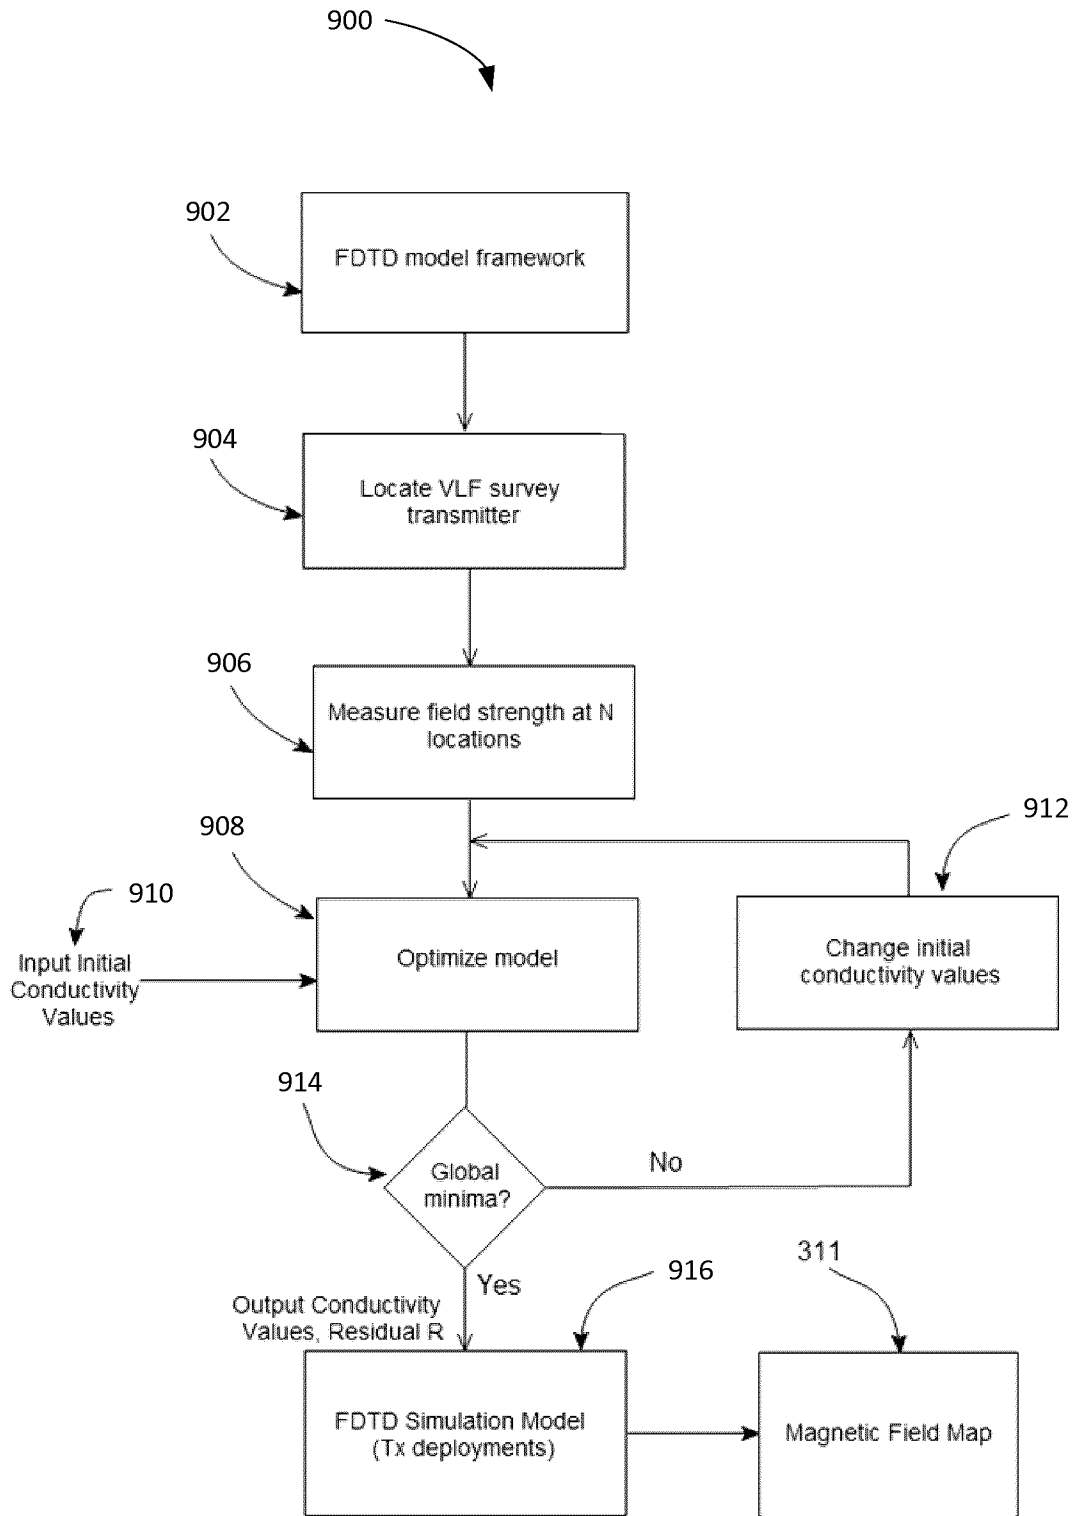 900
902
FDTD model framework
904
Locate VLF survey
transmitter
906
Measure field strength at N
locations
908
912
910
Input Initial
Conductivity
Values
Optimize model
Change initial
conductivity values
914
Global
minima?
No
Yes
Output Conductivity
Values, Residual R
916
311
FDTD Simulation Model
(Tx deployments)
Magnetic Field Map